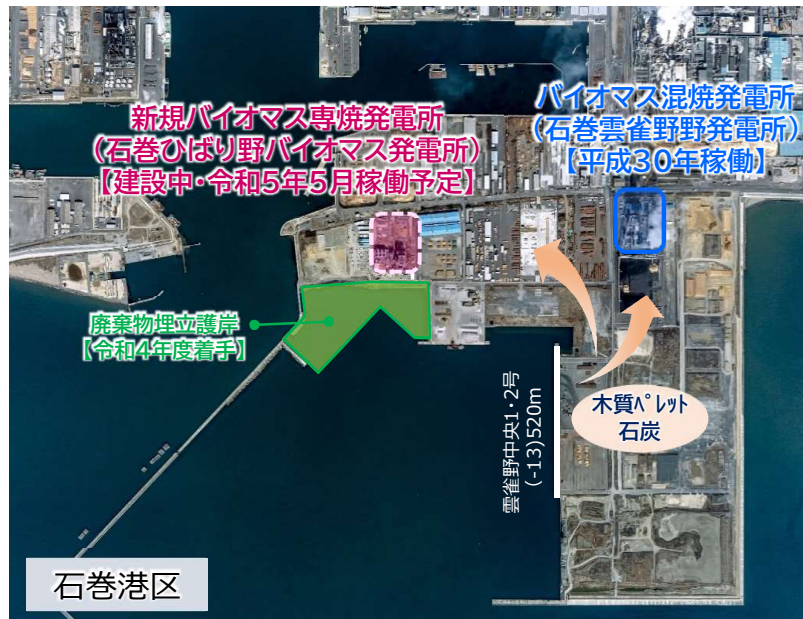 新規バイオマス専焼発電所
(石巻ひばり野バイオマス発電所)
【建設中・令和5年5月稼働予定】
バイオマス混焼発電所
(石巻雲雀野野発電所)
【平成30年稼働】
廃棄物埋立護岸
【令和4年度着手】
雲雀野中央1・2号
(-13)520m
木質ペレット
石炭
石巻港区